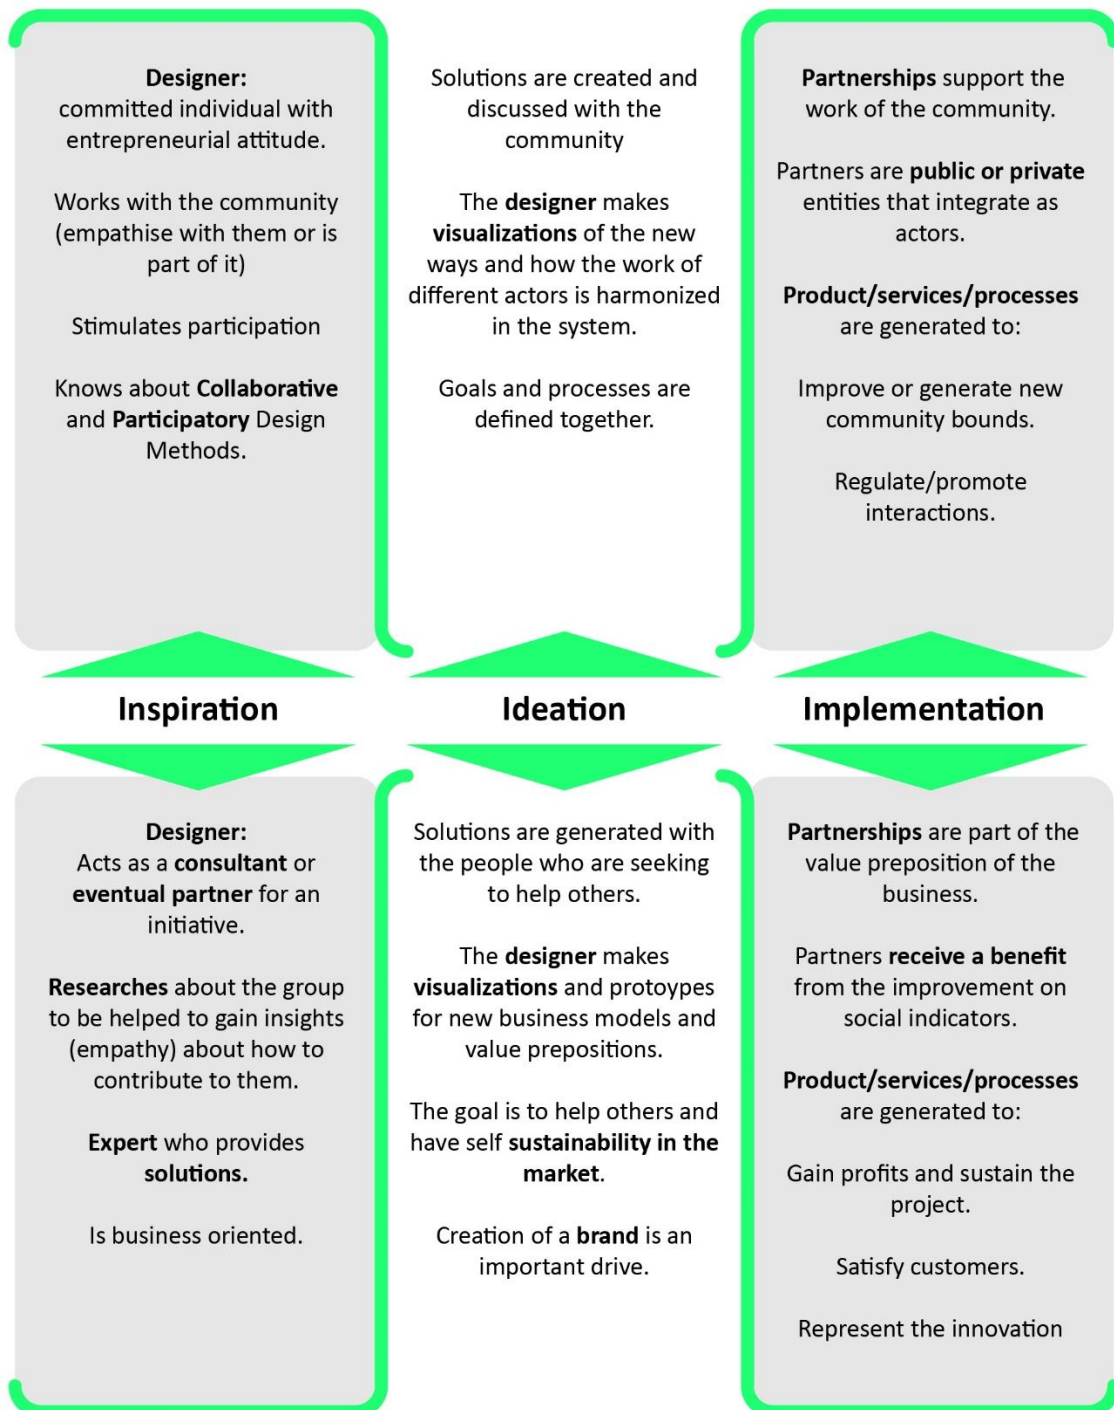 Designer:
committed individual with
entrepreneurial attitude.
Works with the community
(empathise with them or is
part of it)
Stimulates participation
Knows about Collaborative
and Participatory Design
Methods.
Solutions are created and
discussed with the
community
The designer makes
visualizations of the new
ways and how the work of
different actors is harmonized
in the system.
Goals and processes are
defined together.
Partnerships support the
work of the community.
Partners are public or private
entities that integrate as
actors.
Product/services/processes
are generated to:
Improve or generate new
community bounds.
Regulate/promote
interactions.
Inspiration
Ideation
Implementation
Designer:
Acts as a consultant or
eventual partner for an
initiative.
Researches about the group
to be helped to gain insights
(empathy) about how to
contribute to them.
Expert who provides
solutions.
Is business oriented.
Solutions are generated with
the people who are seeking
to help others.
The designer makes
visualizations and protoypes
for new business models and
value prepositions.
The goal is to help others and
have self sustainability in the
market.
Creation of a brand is an
important drive.
Partnerships are part of the
value preposition of the
business.
Partners receive a benefit
from the improvement on
social indicators.
Product/services/processes
are generated to:
Gain profits and sustain the
project.
Satisfy customers.
Represent the innovation